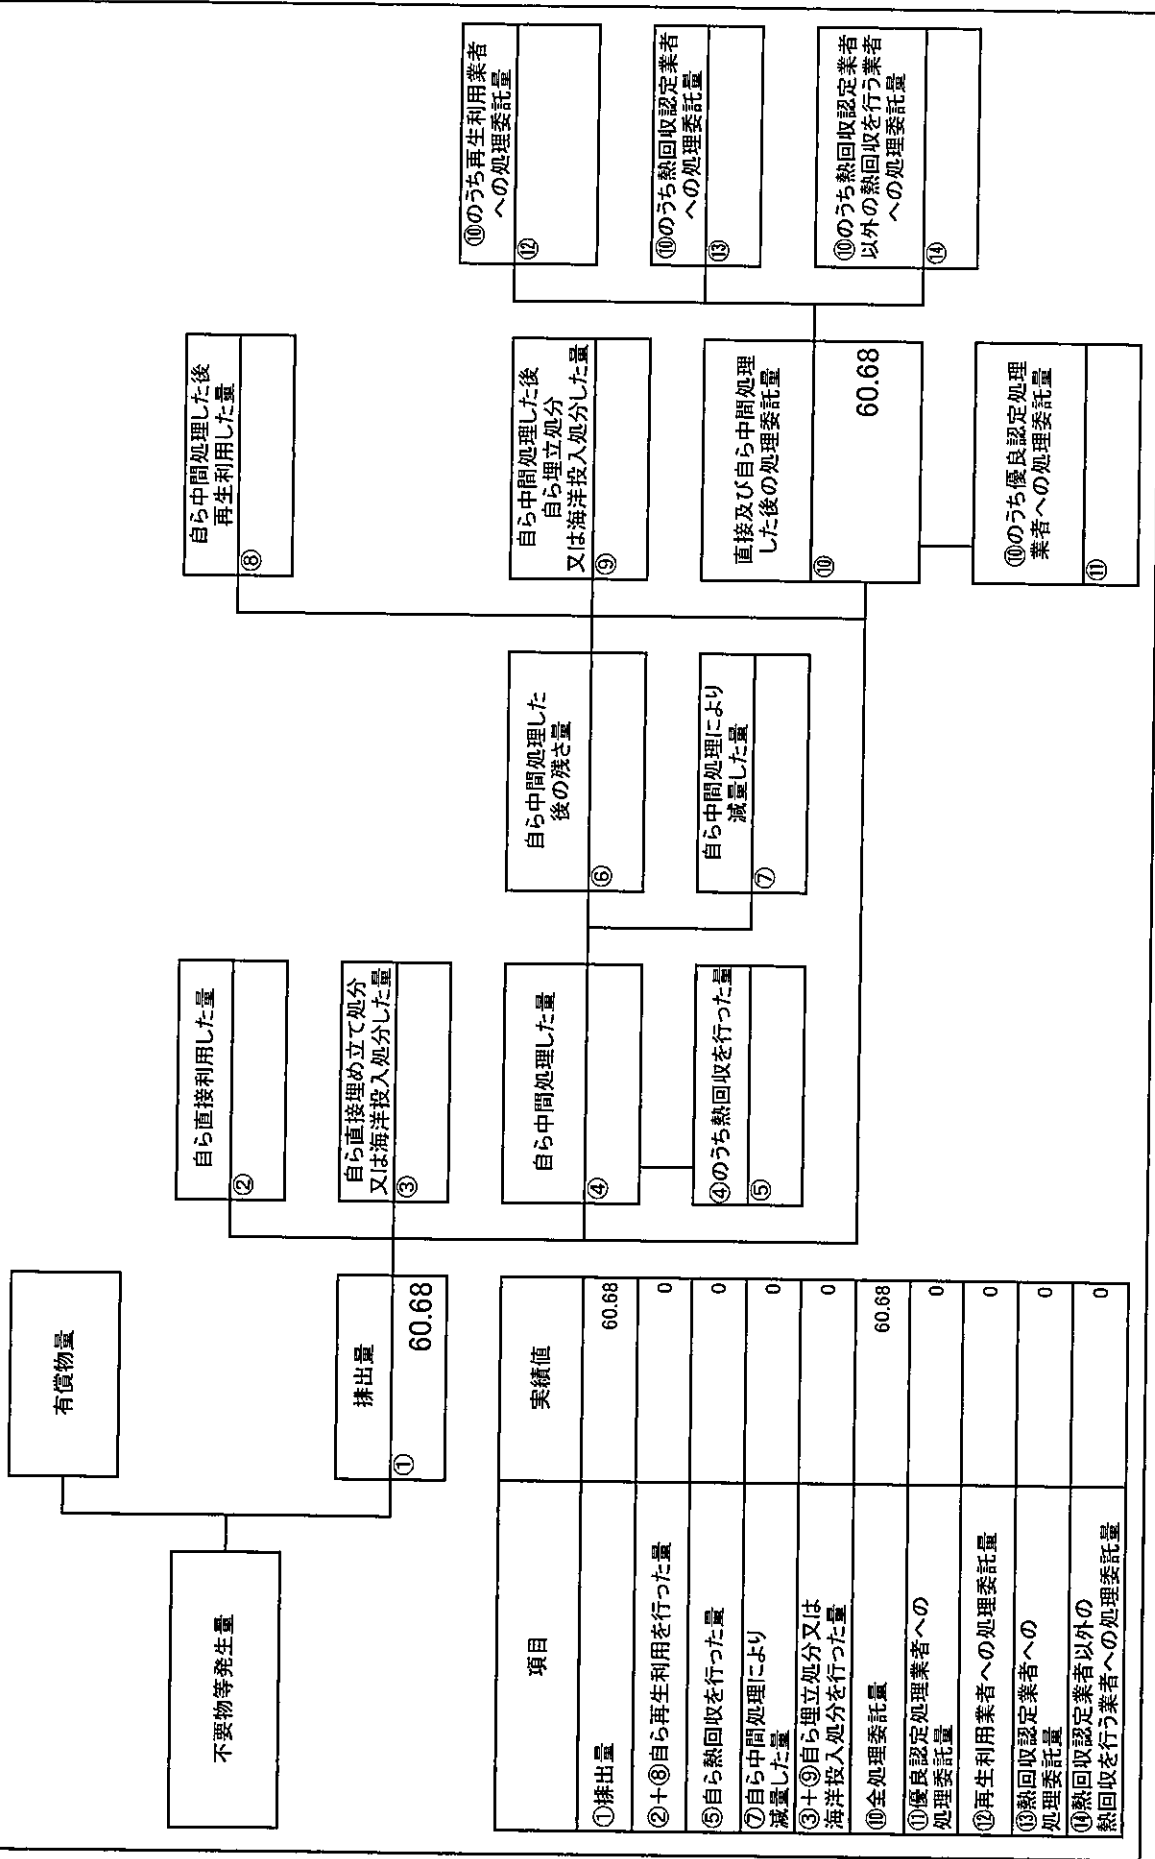 不要物等発生量
有償物量
排出量
①
60.68
自ら直接利用した量
②
自ら直接埋め立て処分
又は海洋投入処分した量
③
自ら中間処理した量
④
④のうち熱回収を行った量
⑤
自ら中間処理した
後の残さ量
⑥
自ら中間処理により
減量した量
⑦
自ら中間処理した後
再生利用した量
⑧
自ら中間処理した後
自ら埋立処分
又は海洋投入処分した量
⑨
直接及び自ら中間処理
した後の処理委託量
⑩
60.68
⑩のうち優良認定処理
業者への処理委託量
⑪
⑩のうち再生利用業者
への処理委託量
⑫
⑩のうち熱回収認定業者
への処理委託量
⑬
⑩のうち熱回収認定業者
以外の熱回収を行う業者
への処理委託量
⑭
項目 実績値
①排出量 60.68
②+⑧自ら再生利用を行った量 0
⑤自ら熱回収を行った量 0
⑦自ら中間処理により
減量した量 0
③+⑨自ら埋立処分又は
海洋投入処分を行った量 0
⑩全処理委託量 60.68
⑪優良認定処理業者への
処理委託量 0
⑫再生利用業者への処理委託量 0
⑬熱回収認定業者への
処理委託量 0
⑭熱回収認定業者以外の
熱回収を行う業者への処理委託量 0